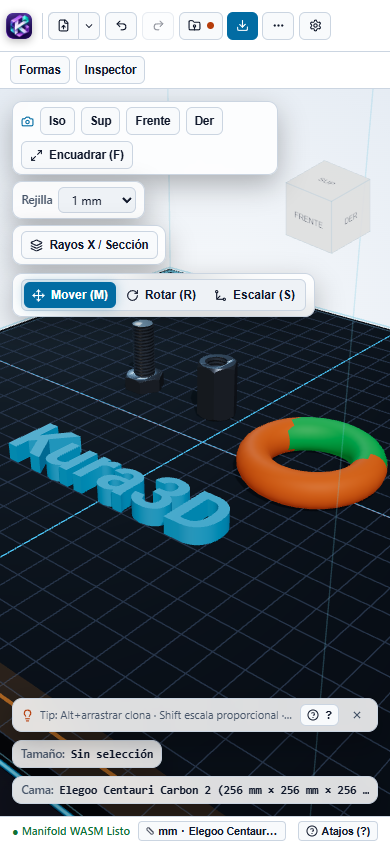 Formas Inspector
Iso Sup Frente Der
Encuadrar (F)
SUP
FRENTE DER
Rejilla 1 mm
Rayos X / Sección
Mover (M) Rotar (R) Escalar (S)
Kura3D
Tip: Alt+arrastrar clona · Shift escala proporcional ·... ?
Tamaño: Sin selección
Cama: Elegoo Centauri Carbon 2 (256 mm × 256 mm × 256 …
Manifold WASM Listo mm · Elegoo Centaur... Atajos (?)